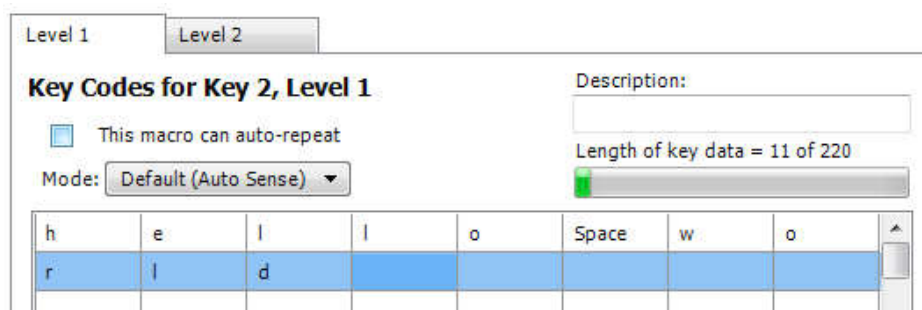 Level 1 Level 2
Key Codes for Key 2, Level 1
Description:
This macro can auto-repeat
Length of key data = 11 of 220
Mode: Default (Auto Sense)
h e l l o Space w o
r l d